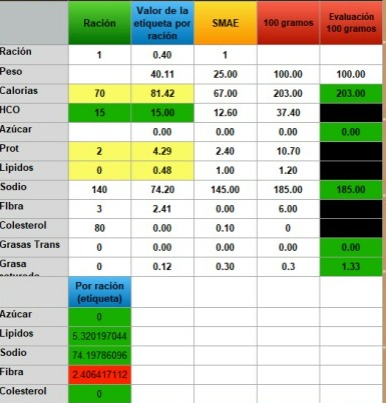 Ración Valor de la etiqueta por ración SMAE 100 gramos Evaluación 100 gramos
Ración 1 0.40 1
Peso 40.11 25.00 100.00 100.00
Calorias 70 81.42 67.00 203.00 203.00
HCO 15 15.00 12.60 37.40
Azúcar 0.00 0.00 0.00 0.00
Prot 2 4.29 2.40 10.70
Lipidos 0 0.48 1.00 1.20
Sodio 140 74.20 145.00 185.00 185.00
FIbra 3 2.41 0.00 6.00
Colesterol 80 0.00 0.10 0
Grasas Trans 0 0.00 0.00 0.00 0.00
Grasa 0 0.12 0.30 0.3 1.33
Por ración (etiqueta)
Azúcar 0
Lipidos 5.320197044
Sodio 74.19786096
Fibra 2.406417112
Colesterol 0